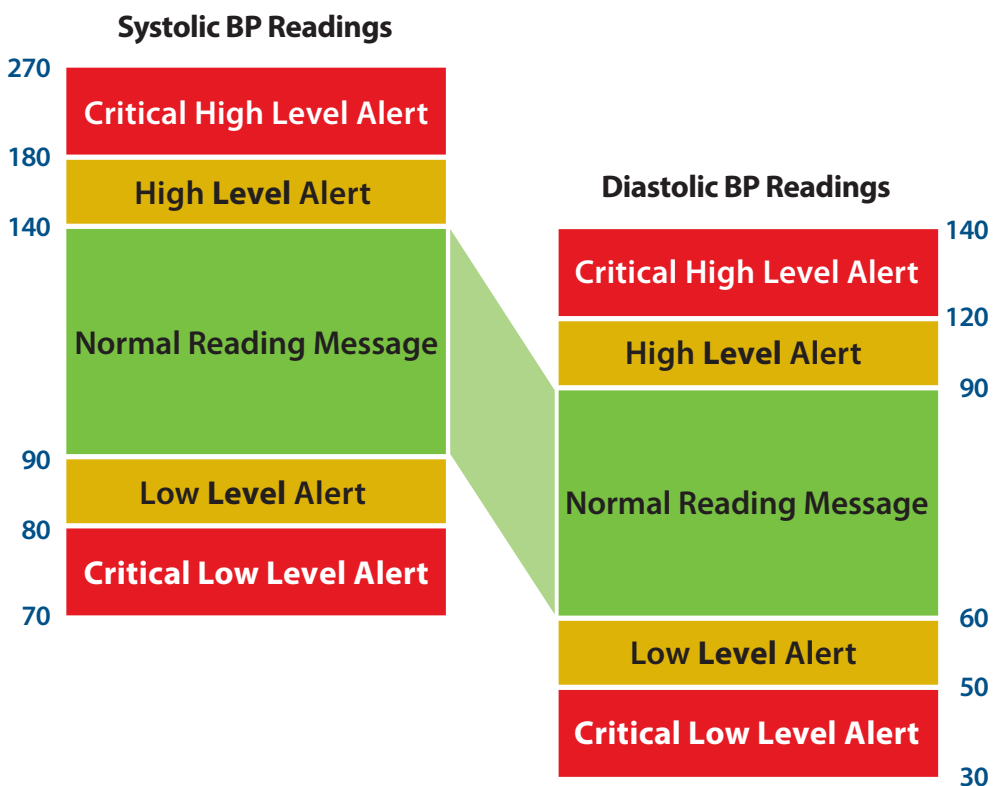 Systolic BP Readings
270
Critical High Level Alert
180
High Level Alert
140
Normal Reading Message
90
Low Level Alert
80
Critical Low Level Alert
70
Diastolic BP Readings
140
Critical High Level Alert
120
High Level Alert
90
Normal Reading Message
60
Low Level Alert
50
Critical Low Level Alert
30